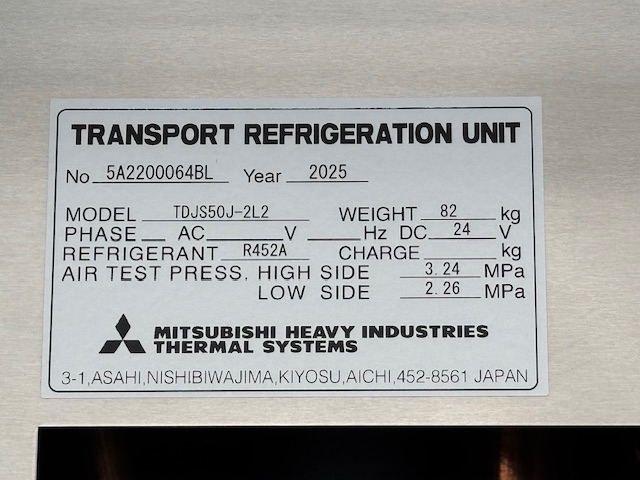 TRANSPORT REFRIGERATION UNIT
No 5A2200064BL Year 2025
MODEL TDJS50J-2L2 WEIGHT 82 kg
PHASE AC V Hz DC 24 V
REFRIGERANT R452A CHARGE kg
AIR TEST PRESS. HIGH SIDE 3.24 MPa
LOW SIDE 2.26 MPa
MITSUBISHI HEAVY INDUSTRIES
THERMAL SYSTEMS
3-1,ASAHI,NISHIBIWAJIMA,KIYOSU,AICHI,452-8561 JAPAN